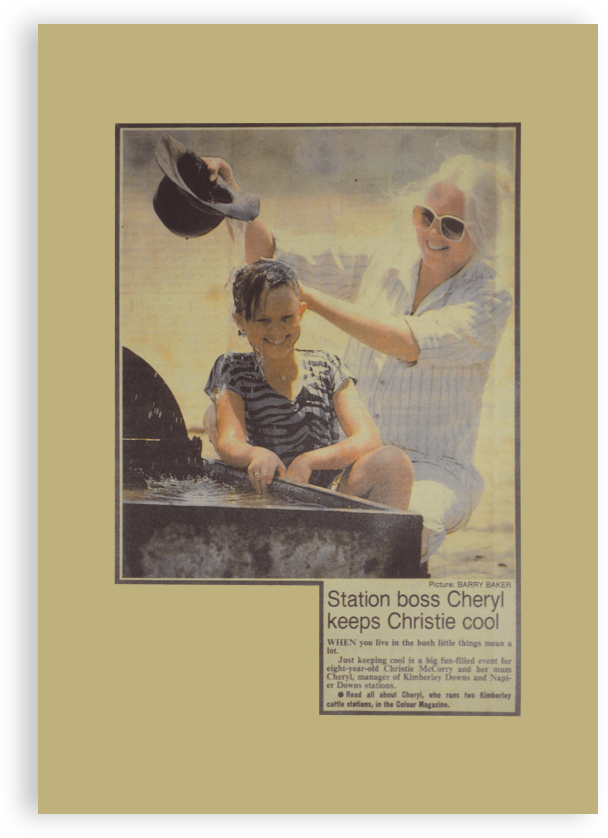 Picture: BARRY BAKER
Station boss Cheryl
keeps Christie cool
WHEN you live in the bush little things mean a
lot.
Just keeping cool is a big fun-filled event for
eight-year-old Christie McCorry and her mum
Cheryl, manager of Kimberley Downs and Napi-
er Downs stations.
● Read all about Cheryl, who runs two Kimberley
cattle stations, in the Colour Magazine.